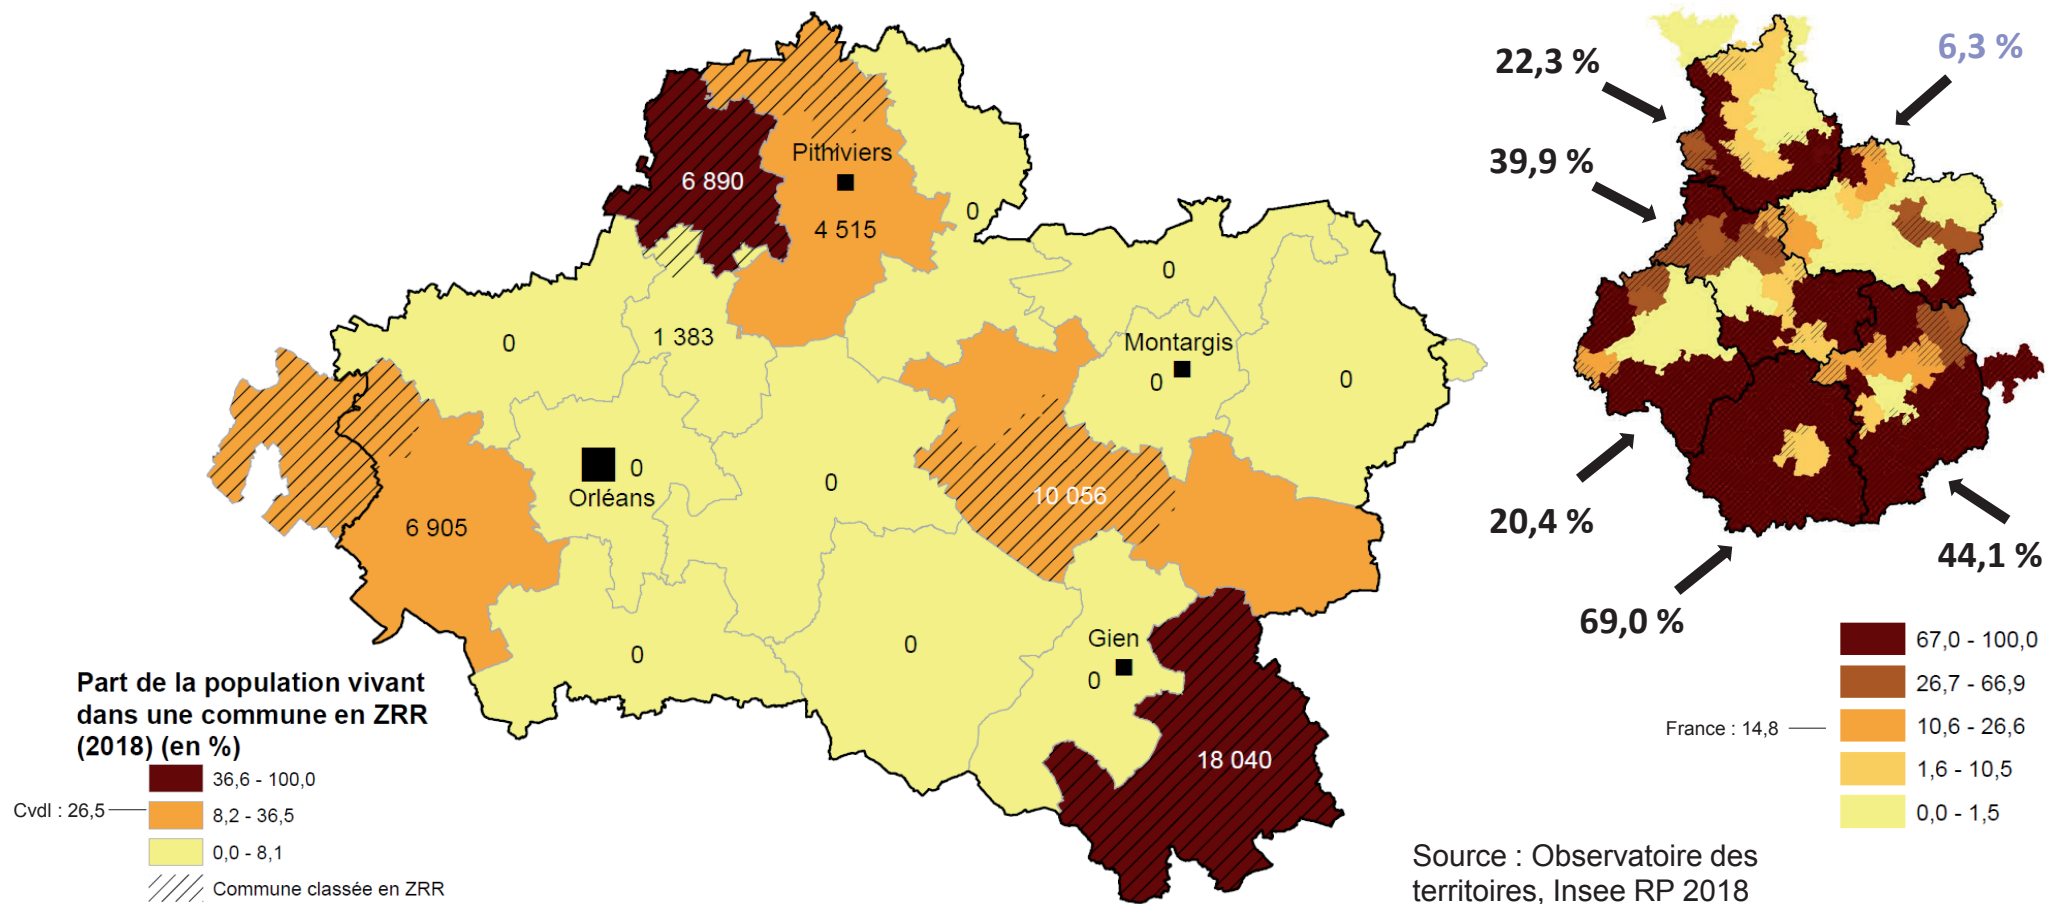 22,3 %
6,3 %
39,9 %
20,4 %
44,1 %
69,0 %
Pithiviers
6 890
4 515
0
0
0
1 383
Montargis
0
0
0
0
Orléans
10 056
6 905
0
0
Gien
0
18 040
Part de la population vivant
dans une commune en ZRR
(2018) (en %)
36,6 - 100,0
Cvdl : 26,5
8,2 - 36,5
0,0 - 8,1
Commune classée en ZRR
67,0 - 100,0
26,7 - 66,9
France : 14,8
10,6 - 26,6
1,6 - 10,5
0,0 - 1,5
Source : Observatoire des
territoires, Insee RP 2018